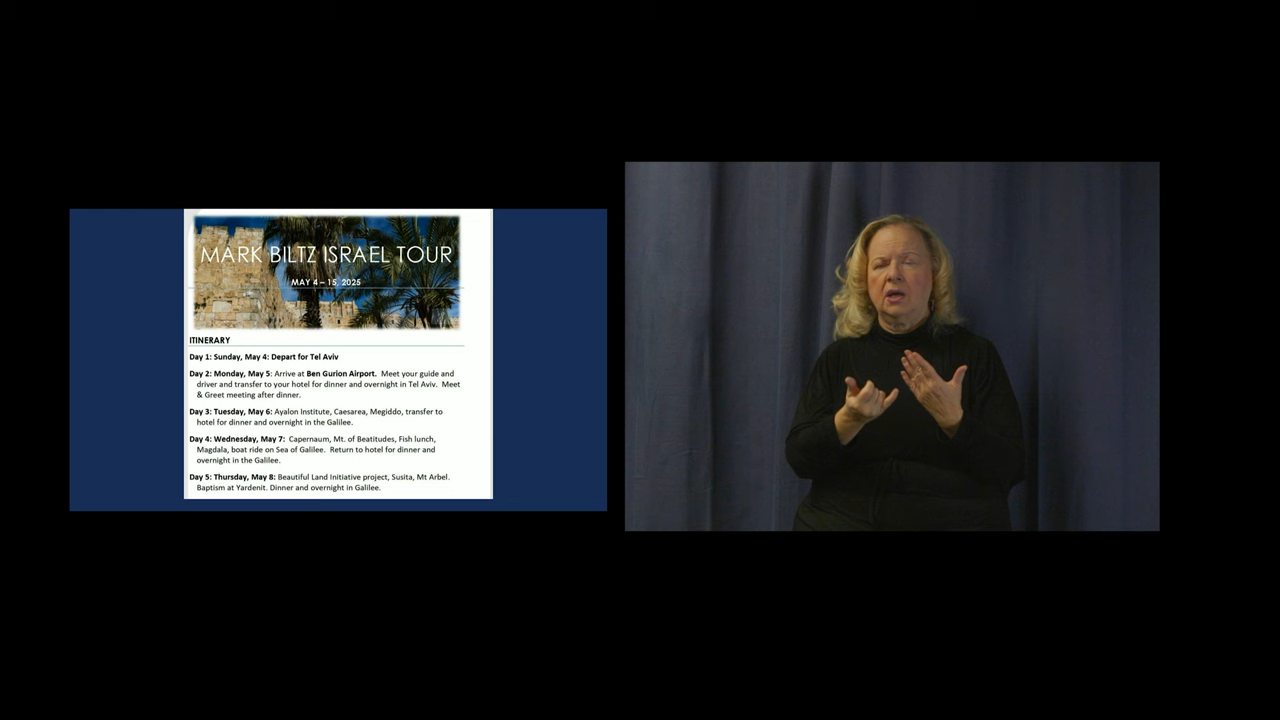 MARK BILTZ ISRAEL TOUR
MAY 4 – 15, 2025
ITINERARY
Day 1: Sunday, May 4: Depart for Tel Aviv
Day 2: Monday, May 5: Arrive at Ben Gurion Airport. Meet your guide and
driver and transfer to your hotel for dinner and overnight in Tel Aviv. Meet
& Greet meeting after dinner.
Day 3: Tuesday, May 6: Ayalon Institute, Caesarea, Megiddo, transfer to
hotel for dinner and overnight in the Galilee.
Day 4: Wednesday, May 7: Capernaum, Mt. of Beatitudes, Fish lunch,
Magdala, boat ride on Sea of Galilee. Return to hotel for dinner and
overnight in the Galilee.
Day 5: Thursday, May 8: Beautiful Land Initiative project, Susita, Mt Arbel.
Baptism at Yardenit. Dinner and overnight in Galilee.